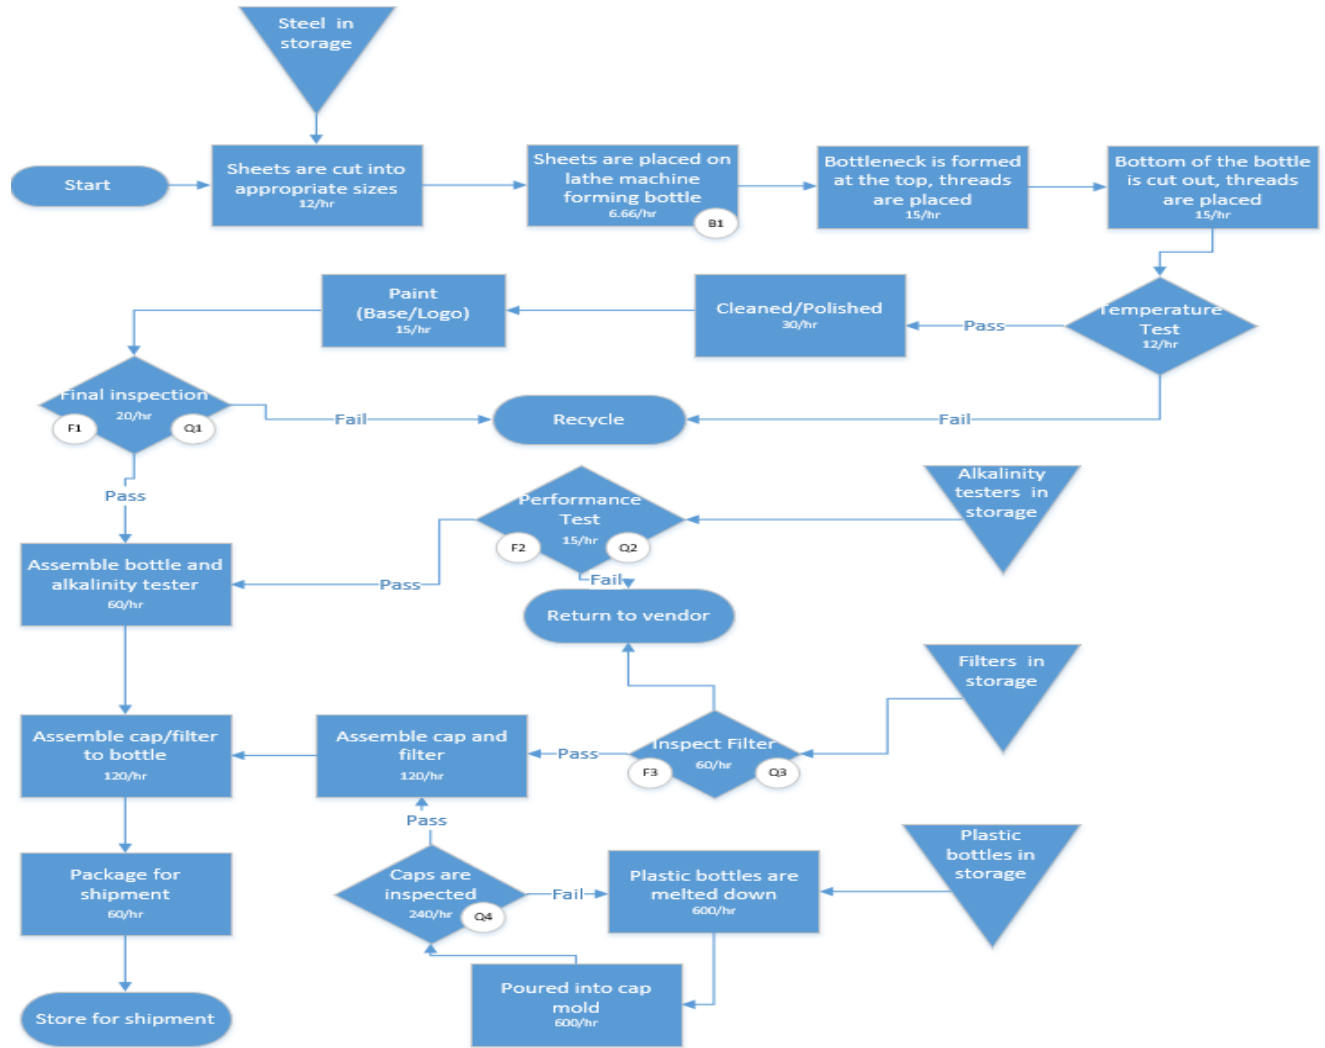 Steel in
storage
Start
Sheets are cut into
appropriate sizes
12/hr
Sheets are placed on
lathe machine
forming bottle
6.66/hr
B1
Bottleneck is formed
at the top, threads
are placed
15/hr
Bottom of the bottle
is cut out, threads
are placed
15/hr
Paint
(Base/Logo)
15/hr
Cleaned/Polished
30/hr
Pass
Temperature
Test
12/hr
Final inspection
20/hr
F1
Q1
Fail
Recycle
Fail
Pass
Performance
Test
15/hr
F2
Q2
Alkalinity
testers in
storage
Assemble bottle and
alkalinity tester
60/hr
Pass
Fail
Return to vendor
Filters in
storage
Assemble cap/filter
to bottle
120/hr
Assemble cap and
filter
120/hr
Pass
Inspect Filter
60/hr
F3
Q3
Pass
Package for
shipment
60/hr
Caps are
inspected
240/hr
Q4
Fail
Plastic bottles are
melted down
600/hr
Plastic
bottles in
storage
Poured into cap
mold
600/hr
Store for shipment